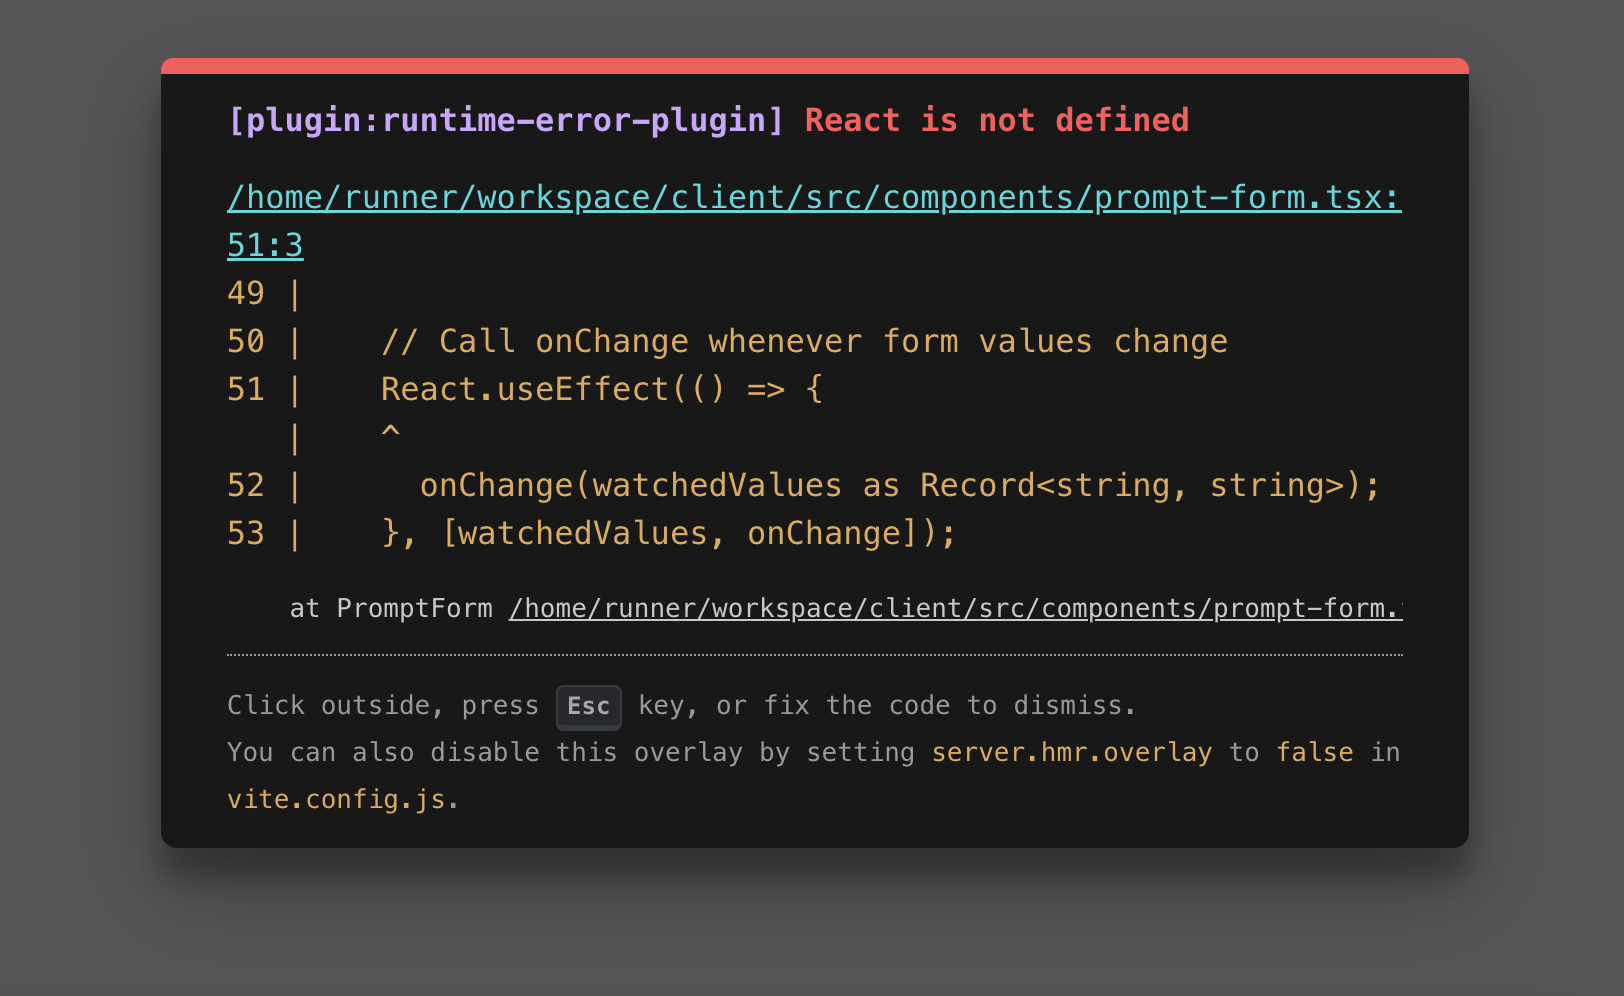 [plugin:runtime-error-plugin] React is not defined
/home/runner/workspace/client/src/components/prompt-form.tsx:
51:3
49 |
50 |    // Call onChange whenever form values change
51 |    React.useEffect(() => {
   |    ^
52 |      onChange(watchedValues as Record<string, string>);
53 |    }, [watchedValues, onChange]);
at PromptForm /home/runner/workspace/client/src/components/prompt-form.
Click outside, press Esc key, or fix the code to dismiss.
You can also disable this overlay by setting server.hmr.overlay to false in
vite.config.js.